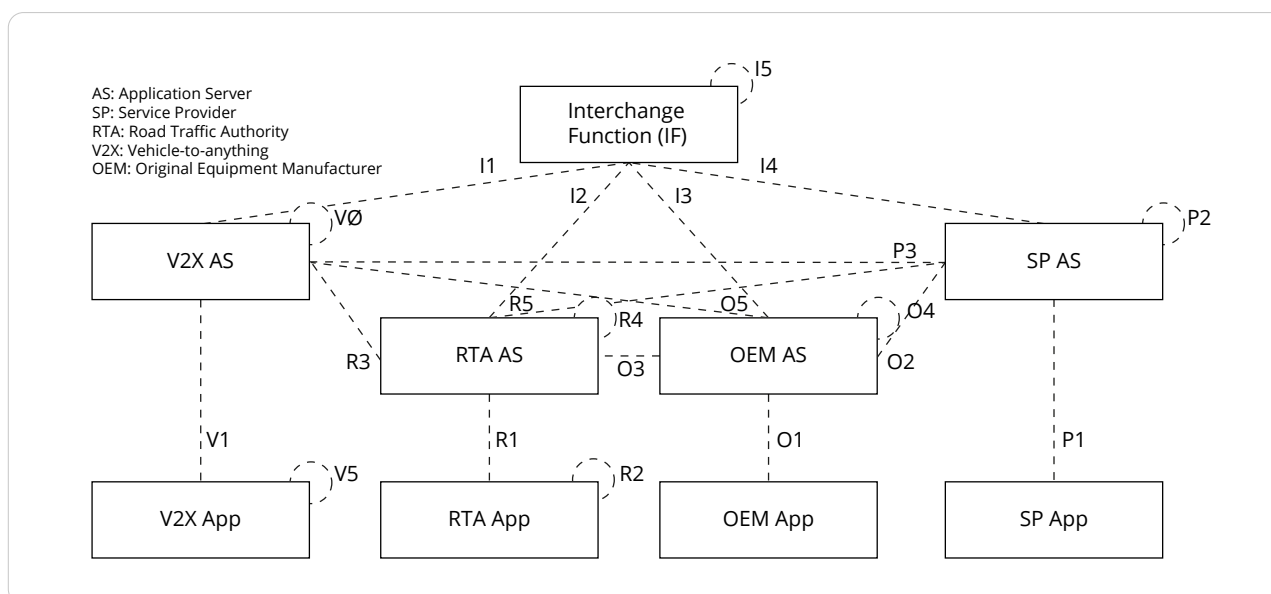 I5
AS: Application Server
SP: Service Provider
RTA: Road Traffic Authority
V2X: Vehicle-to-anything
OEM: Original Equipment Manufacturer
Interchange
Function (IF)
I1
I2
I3
I4
VØ
P2
V2X AS
P3
SP AS
R5
R4
O5
O4
R3
RTA AS
O3
OEM AS
O2
V1
R1
O1
P1
V5
R2
V2X App
RTA App
OEM App
SP App